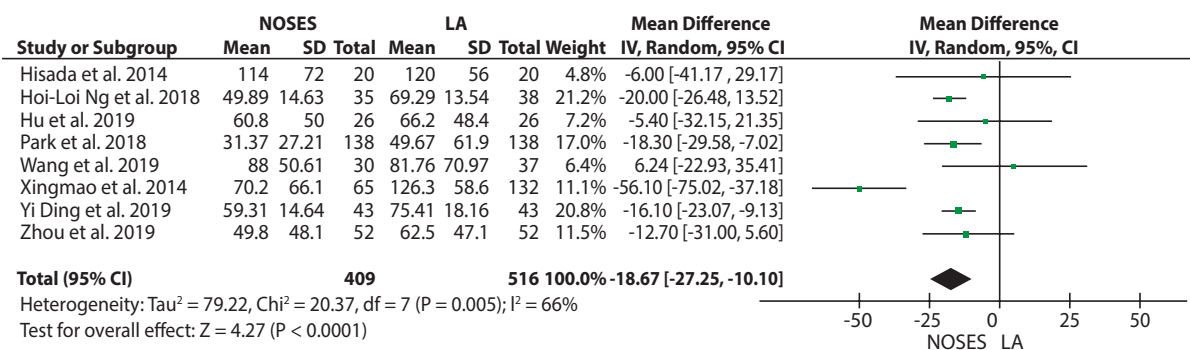 NOSES LA Mean Difference Mean Difference
Study or Subgroup Mean SD Total Mean SD Total Weight IV, Random, 95% CI IV, Random, 95%, CI
Hisada et al. 2014 114 72 20 120 56 20 4.8% -6.00 [-41.17 , 29.17]
Hoi-Loi Ng et al. 2018 49.89 14.63 35 69.29 13.54 38 21.2% -20.00 [-26.48, 13.52]
Hu et al. 2019 60.8 50 26 66.2 48.4 26 7.2% -5.40 [-32.15, 21.35]
Park et al. 2018 31.37 27.21 138 49.67 61.9 138 17.0% -18.30 [-29.58, -7.02]
Wang et al. 2019 88 50.61 30 81.76 70.97 37 6.4% 6.24 [-22.93, 35.41]
Xingmao et al. 2014 70.2 66.1 65 126.3 58.6 132 11.1% -56.10 [-75.02, -37.18]
Yi Ding et al. 2019 59.31 14.64 43 75.41 18.16 43 20.8% -16.10 [-23.07, -9.13]
Zhou et al. 2019 49.8 48.1 52 62.5 47.1 52 11.5% -12.70 [-31.00, 5.60]
Total (95% CI) 409 516 100.0% -18.67 [-27.25, -10.10]
Heterogeneity: Tau² = 79.22, Chi² = 20.37, df = 7 (P = 0.005); I² = 66%
Test for overall effect: Z = 4.27 (P < 0.0001)
-50 -25 0 25 50
NOSES LA